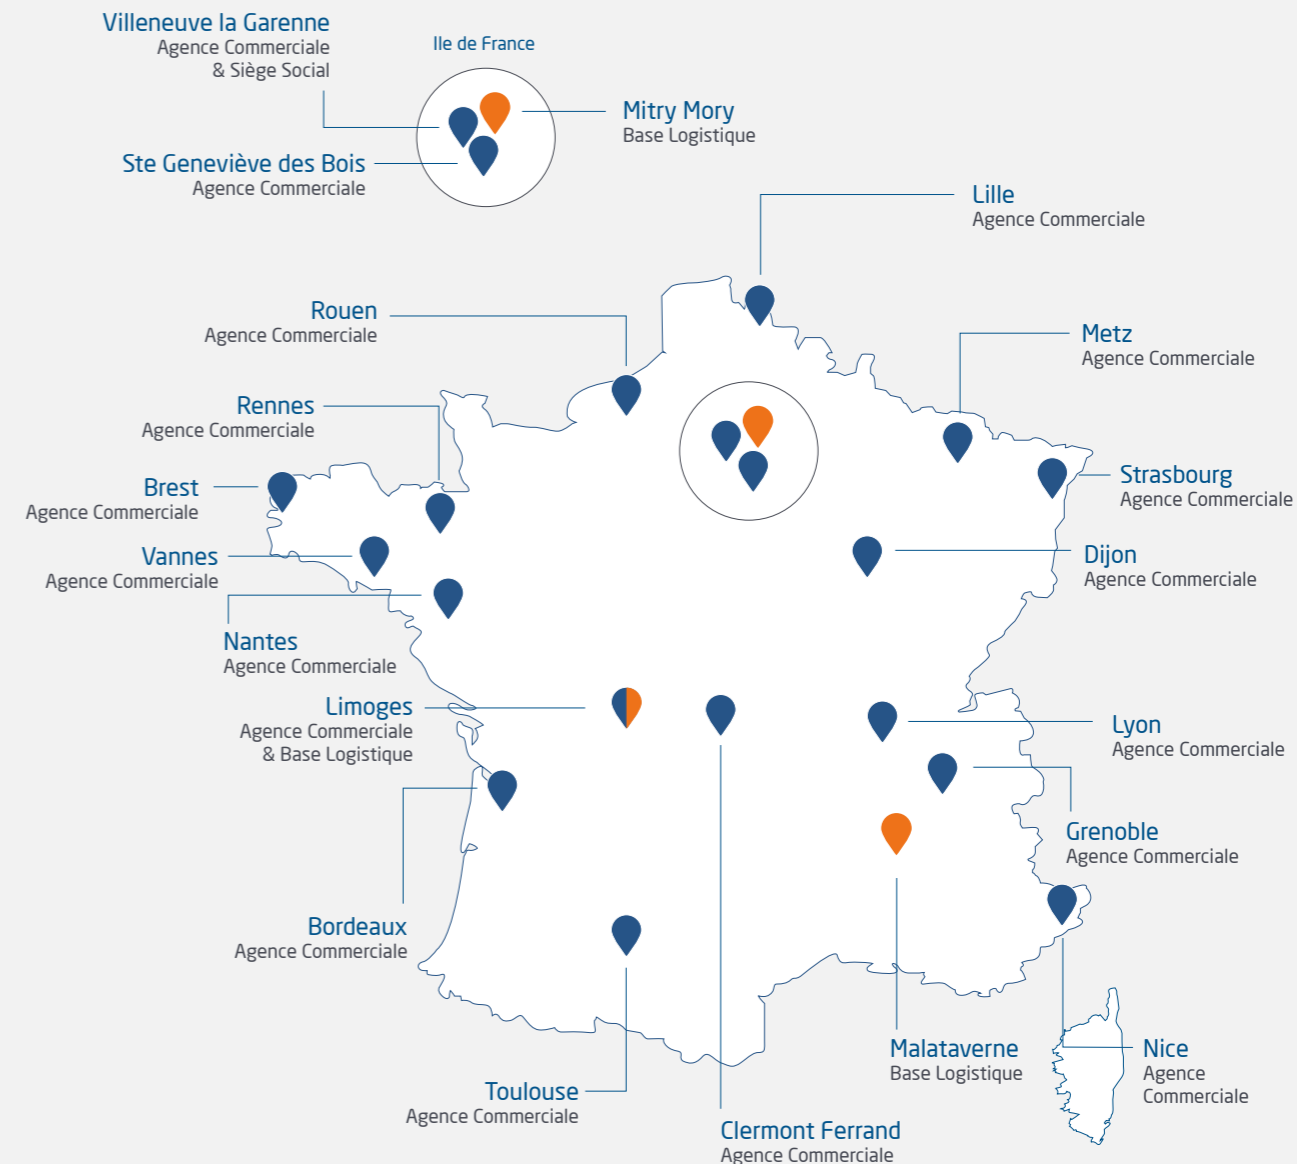 Villeneuve la Garenne
Agence Commerciale
& Siège Social
Ile de France
Mitry Mory
Base Logistique
Ste Geneviève des Bois
Agence Commerciale
Lille
Agence Commerciale
Rouen
Agence Commerciale
Metz
Agence Commerciale
Rennes
Agence Commerciale
Strasbourg
Agence Commerciale
Brest
Agence Commerciale
Vannes
Agence Commerciale
Dijon
Agence Commerciale
Nantes
Agence Commerciale
Limoges
Agence Commerciale
& Base Logistique
Lyon
Agence Commerciale
Grenoble
Agence Commerciale
Bordeaux
Agence Commerciale
Malataverne
Base Logistique
Nice
Agence
Commerciale
Toulouse
Agence Commerciale
Clermont Ferrand
Agence Commerciale